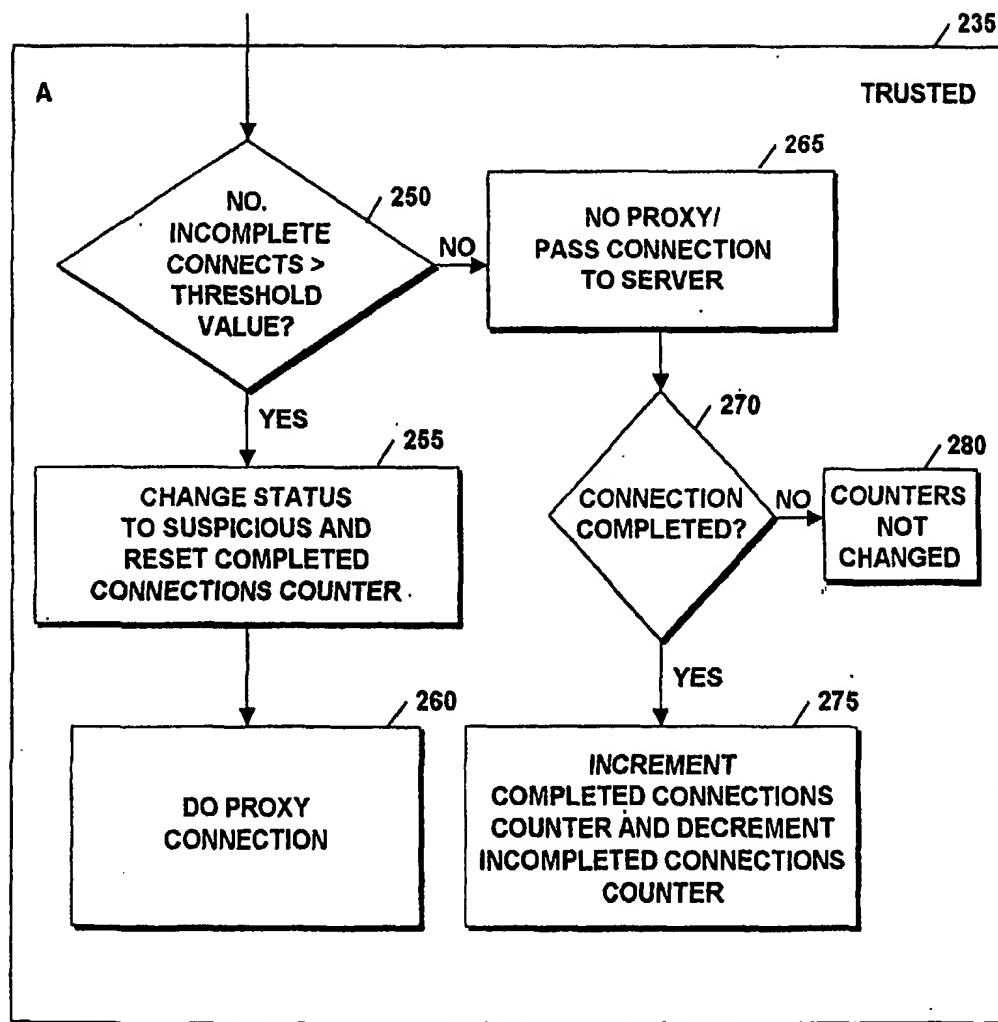 235
A
TRUSTED
265
NO.
INCOMPLETE
CONNECTS >
THRESHOLD
VALUE?
250
NO
NO PROXY/
PASS CONNECTION
TO SERVER
YES
270
255
CHANGE STATUS
TO SUSPICIOUS AND
RESET COMPLETED
CONNECTIONS COUNTER
CONNECTION
COMPLETED?
NO
280
COUNTERS
NOT
CHANGED
YES
260
DO PROXY
CONNECTION
275
INCREMENT
COMPLETED CONNECTIONS
COUNTER AND DECREMENT
INCOMPLETED CONNECTIONS
COUNTER